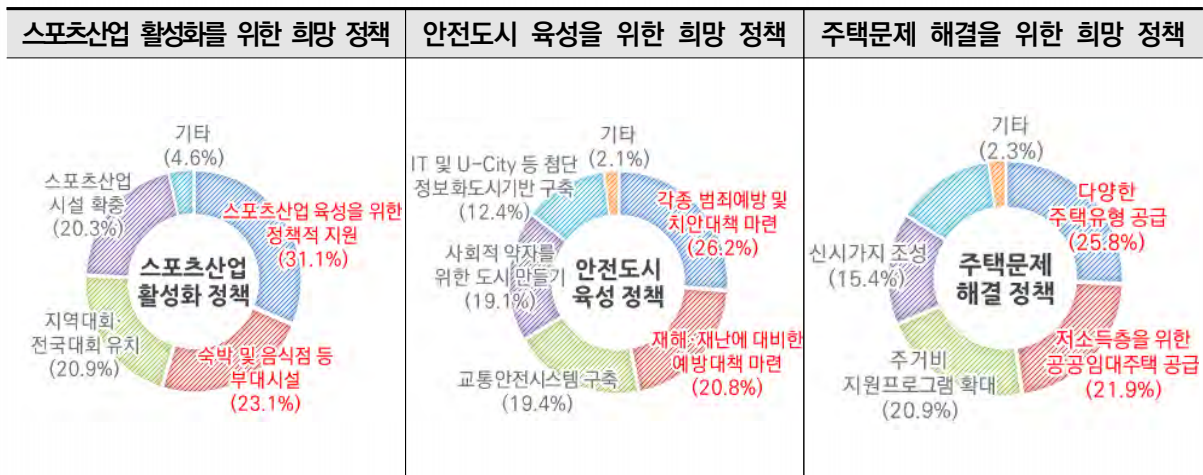 스포츠산업 활성화를 위한 희망 정책
안전도시 육성을 위한 희망 정책
주택문제 해결을 위한 희망 정책
기타
(4.6%)
스포츠산업
시설 확충
(20.3%)
스포츠산업 육성을 위한
정책적 지원
(31.1%)
스포츠산업
활성화 정책
지역대회·
전국대회 유치
(20.9%)
숙박 및 음식점 등
부대시설
(23.1%)
기타
(2.1%)
IT 및 U-City 등 첨단
정보화도시기반 구축
(12.4%)
각종 범죄예방 및
치안대책 마련
(26.2%)
사회적 약자를
위한 도시 만들기
(19.1%)
안전도시
육성 정책
재해·재난에 대비한
예방대책 마련
(20.8%)
교통안전시스템 구축
(19.4%)
기타
(2.3%)
다양한
주택유형 공급
(25.8%)
신시가지 조성
(15.4%)
주택문제
해결 정책
저소득층을 위한
공공임대주택 공급
(21.9%)
주거비
지원프로그램 확대
(20.9%)